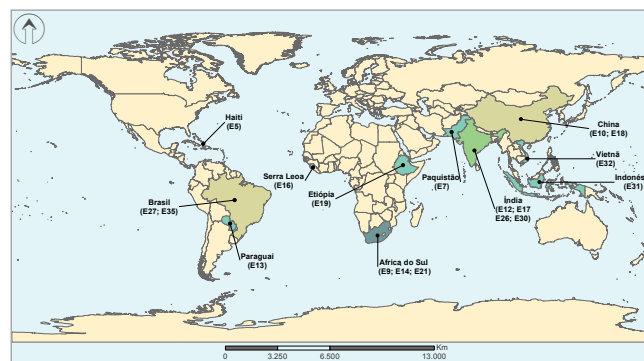 Haiti
(E5)
China
(E10; E18)
Serra Leoa
(E16)
Etiópia
(E19)
Paquistão
(E7)
Vietnã
(E32)
Indonés
(E31)
Índia
(E12; E17
E26; E30)
Brasil
(E27; E35)
Paraguai
(E13)
África do Sul
(E9; E14; E21)
Km
0 3.250 6.500 13.000